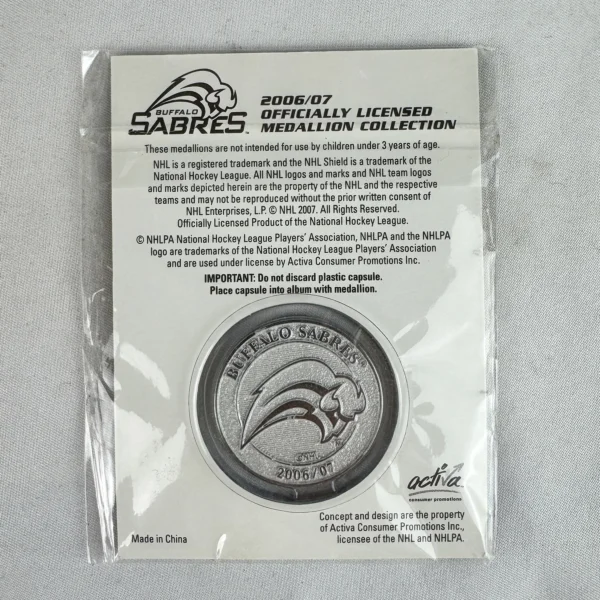 BUFFALO
SABRES
2006/07
OFFICIALLY LICENSED
MEDALLION COLLECTION
These medallions are not intended for use by children under 3 years of age.
NHL is a registered trademark and the NHL Shield is a trademark of the
National Hockey League. All NHL logos and marks and NHL team logos
and marks depicted herein are the property of the NHL and the respective
teams and may not be reproduced without the prior written consent of
NHL Enterprises, L.P. © NHL 2007. All Rights Reserved.
Officially Licensed Product of the National Hockey League.
© NHLPA National Hockey League Players' Association, NHLPA and the NHLPA
logo are trademarks of the National Hockey League Players' Association
and are used under license by Activa Consumer Promotions Inc.
IMPORTANT: Do not discard plastic capsule.
Place capsule into album with medallion.
BUFFALO SABRES
2006/07
activa
consumer promotions
Concept and design are the property
of Activa Consumer Promotions Inc.,
licensee of the NHL and NHLPA.
Made in China